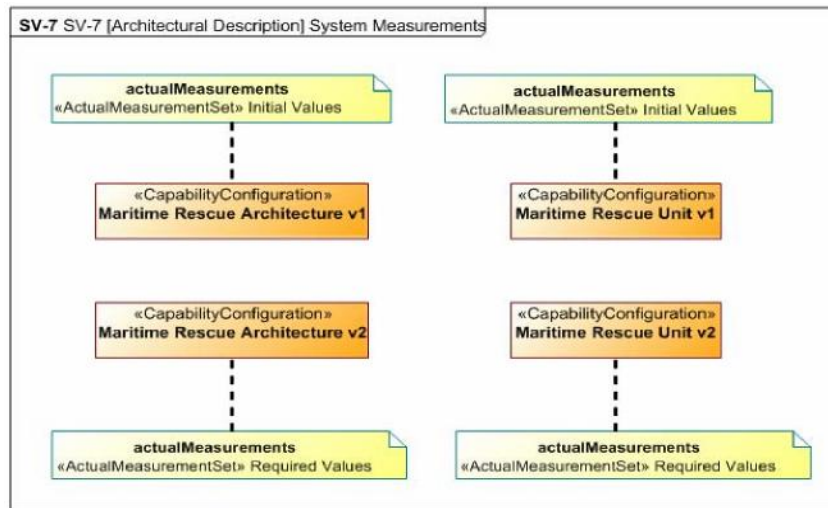 SV-7 SV-7 [Architectural Description] System Measurements
actualMeasurements
«ActualMeasurementSet» Initial Values
actualMeasurements
«ActualMeasurementSet» Initial Values
«CapabilityConfiguration»
Maritime Rescue Architecture v1
«CapabilityConfiguration»
Maritime Rescue Unit v1
«CapabilityConfiguration»
Maritime Rescue Architecture v2
«CapabilityConfiguration»
Maritime Rescue Unit v2
actualMeasurements
«ActualMeasurementSet» Required Values
actualMeasurements
«ActualMeasurementSet» Required Values